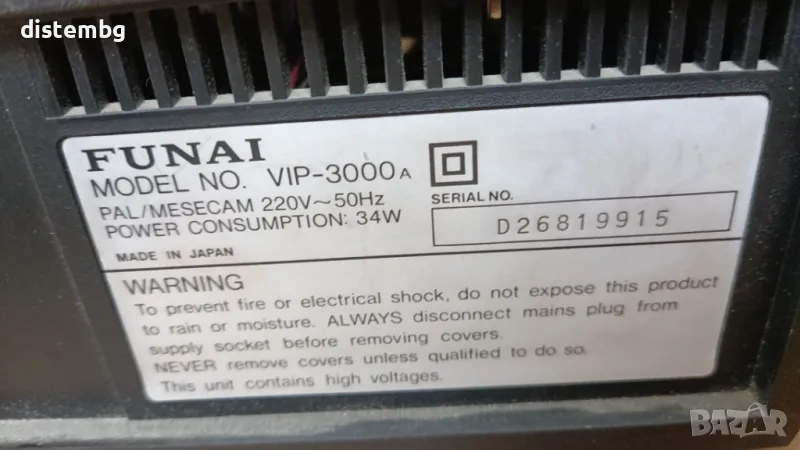 distembg
FUNAI
MODEL NO. VIP-3000A
PAL/MESECAM 220V~50Hz
POWER CONSUMPTION: 34W
SERIAL NO.
D26819915
MADE IN JAPAN
WARNING
To prevent fire or electrical shock, do not expose this product
to rain or moisture. ALWAYS disconnect mains plug from
supply socket before removing covers.
NEVER remove covers unless qualified to do so.
This unit contains high voltages.
BAZAR